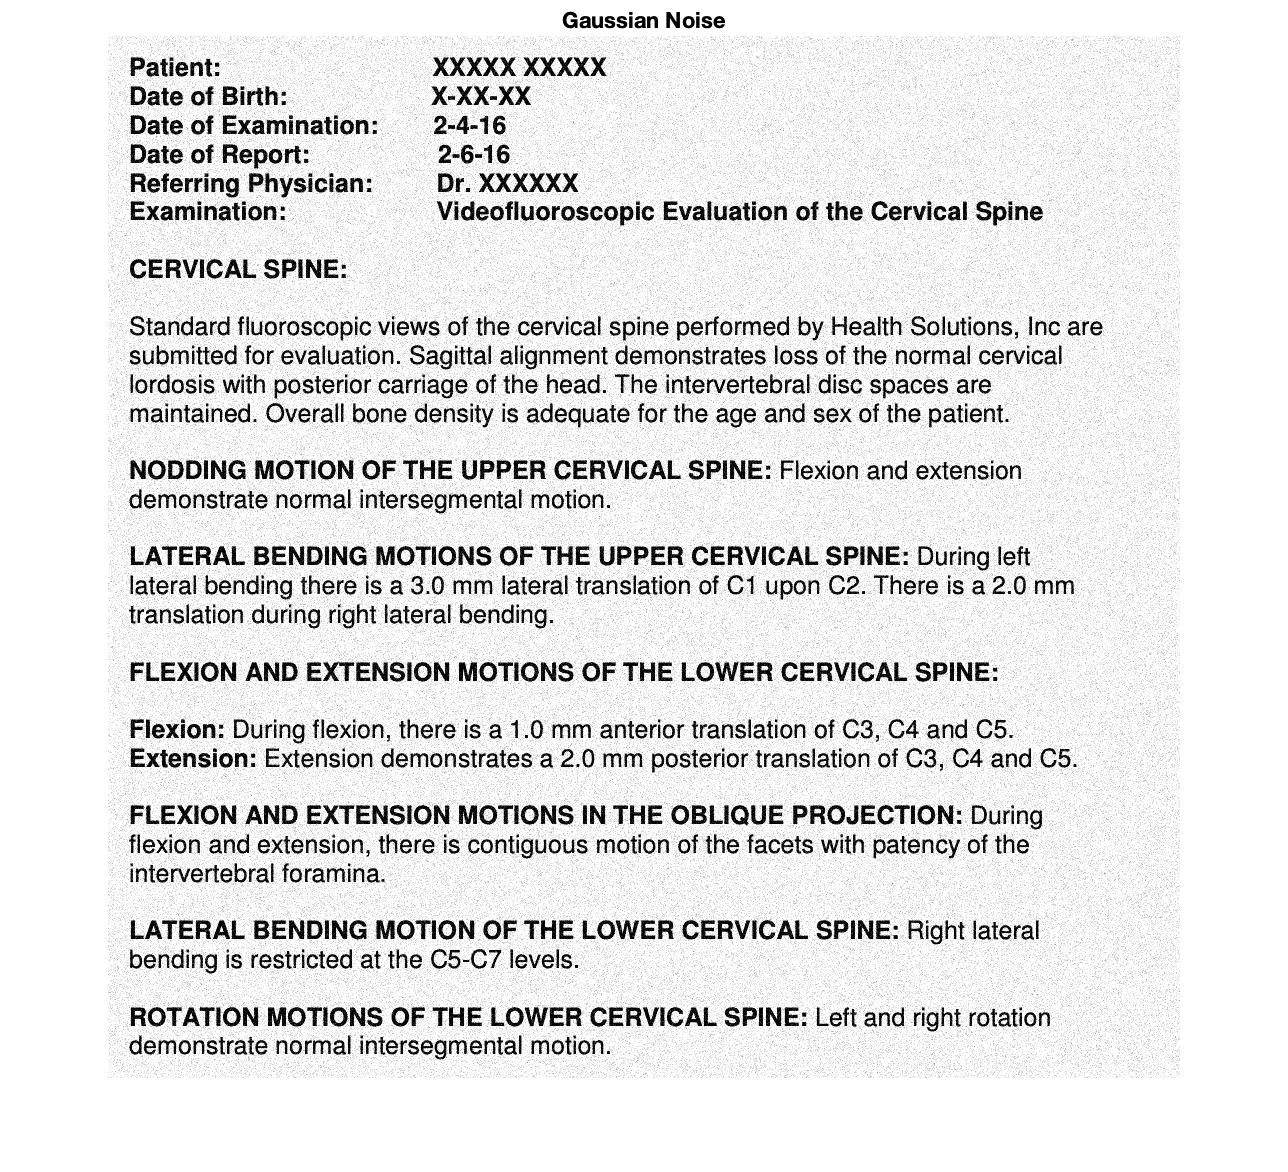 Gaussian Noise
Patient: XXXXX XXXXX
Date of Birth: X-XX-XX
Date of Examination: 2-4-16
Date of Report: 2-6-16
Referring Physician: Dr. XXXXXX
Examination: Videofluoroscopic Evaluation of the Cervical Spine
CERVICAL SPINE:
Standard fluoroscopic views of the cervical spine performed by Health Solutions, Inc are
submitted for evaluation. Sagittal alignment demonstrates loss of the normal cervical
lordosis with posterior carriage of the head. The intervertebral disc spaces are
maintained. Overall bone density is adequate for the age and sex of the patient.
NODDING MOTION OF THE UPPER CERVICAL SPINE: Flexion and extension
demonstrate normal intersegmental motion.
LATERAL BENDING MOTIONS OF THE UPPER CERVICAL SPINE: During left
lateral bending there is a 3.0 mm lateral translation of C1 upon C2. There is a 2.0 mm
translation during right lateral bending.
FLEXION AND EXTENSION MOTIONS OF THE LOWER CERVICAL SPINE:
Flexion: During flexion, there is a 1.0 mm anterior translation of C3, C4 and C5.
Extension: Extension demonstrates a 2.0 mm posterior translation of C3, C4 and C5.
FLEXION AND EXTENSION MOTIONS IN THE OBLIQUE PROJECTION: During
flexion and extension, there is contiguous motion of the facets with patency of the
intervertebral foramina.
LATERAL BENDING MOTION OF THE LOWER CERVICAL SPINE: Right lateral
bending is restricted at the C5-C7 levels.
ROTATION MOTIONS OF THE LOWER CERVICAL SPINE: Left and right rotation
demonstrate normal intersegmental motion.